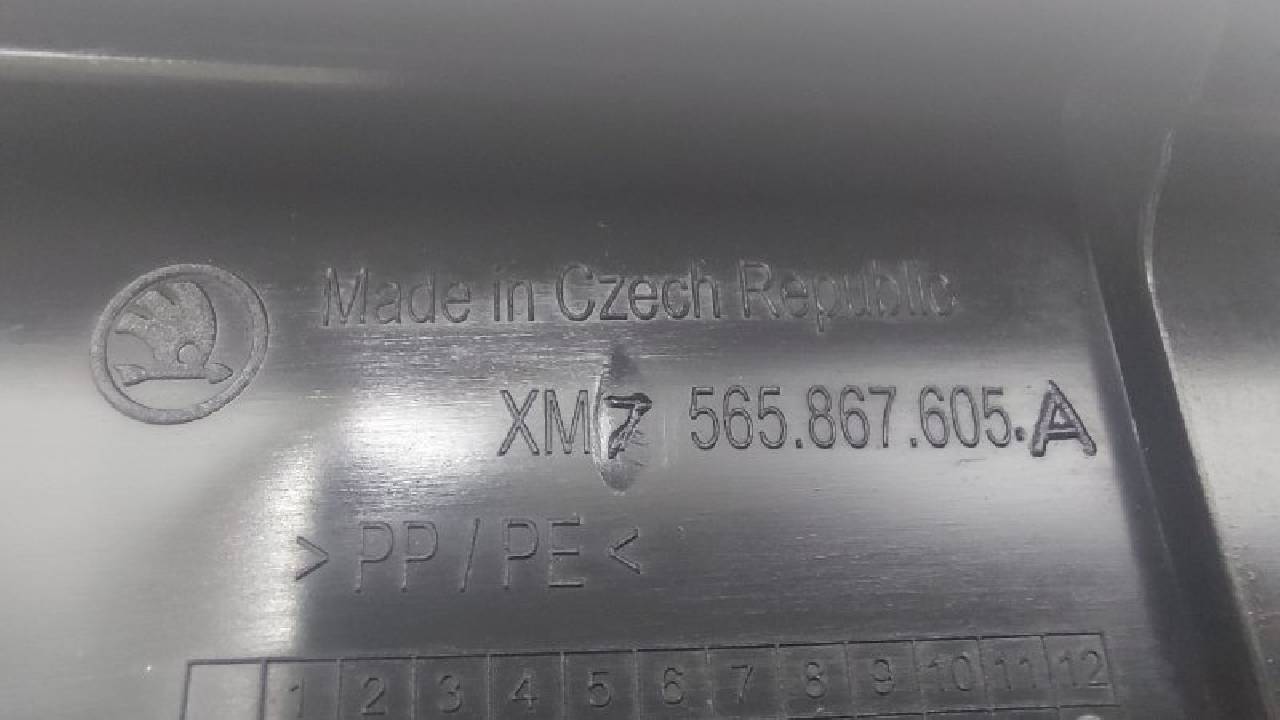 Made in Czech Republic
XM7 565.867.605.A
> PP / PE <
1 2 3 4 5 6 7 8 9 10 11 12